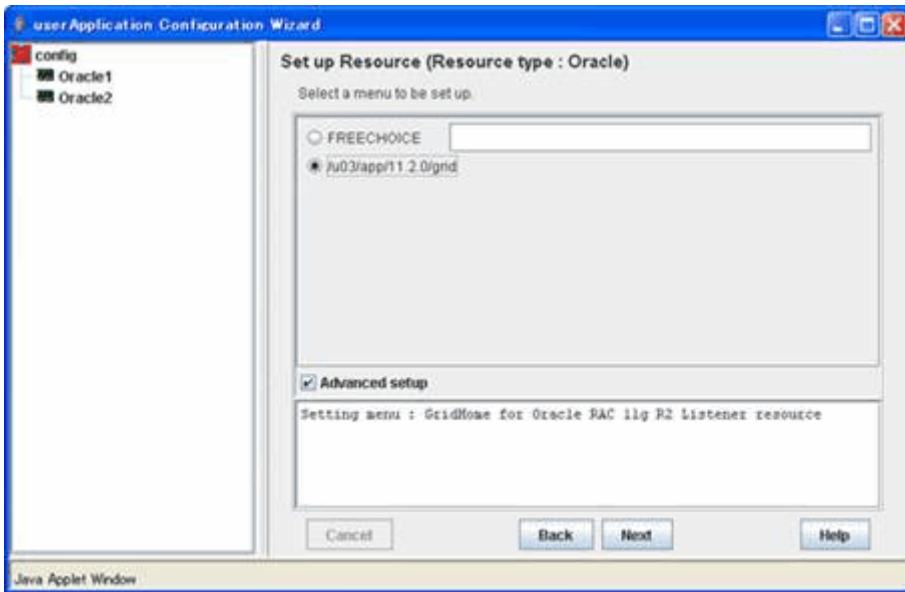 userApplication Configuration Wizard
config
Oracle1
Oracle2
Set up Resource (Resource type : Oracle)
Select a menu to be set up.
FREECHOICE
/u03/app/11.2.0/grid
Advanced setup
Setting menu : GridHome for Oracle RAC 11g R2 Listener resource
Cancel
Back
Next
Help
Java Applet Window